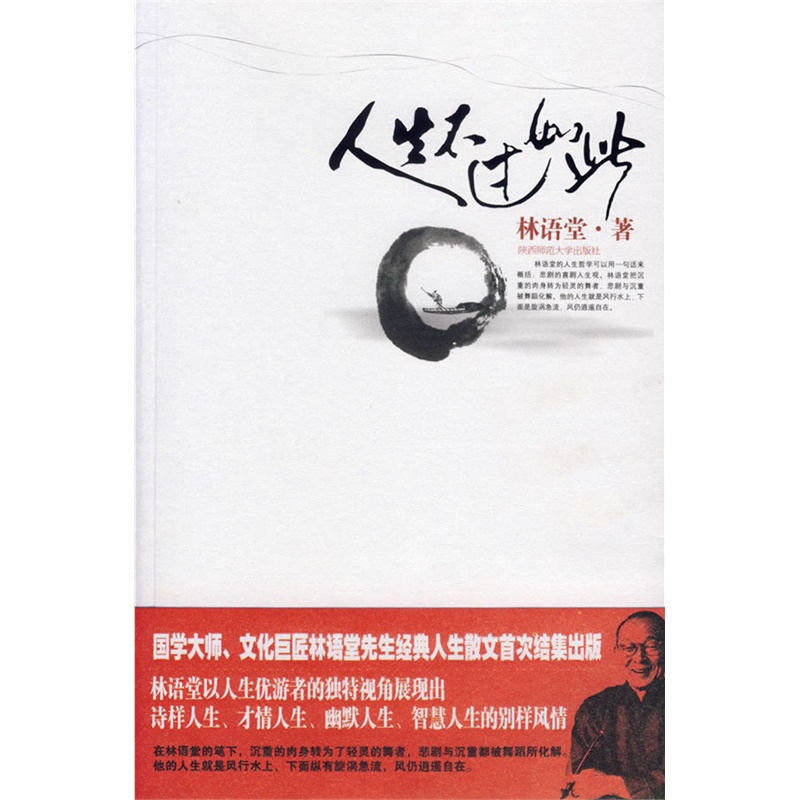 人生不过如此
林语堂·著
陕西师范大学出版社
林语堂的人生哲学可以用一句话来
概括,悲剧的喜剧人生观、林语堂把沉
重的肉身转为轻灵的舞者,悲剧与沉重
被舞蹈化解、他的人生就是风行水上,下
面是旋涡急流,风仍逍遥自在。
国学大师、文化巨匠林语堂先生经典人生散文首次结集出版
林语堂以人生优游者的独特视角展现出
诗样人生、才情人生、幽默人生、智慧人生的别样风情
在林语堂的笔下,沉重的肉身转为了轻灵的舞者,悲剧与沉重都被舞蹈所化解。
他的人生就是风行水上、下面纵有旋涡急流,风仍逍遥自在。